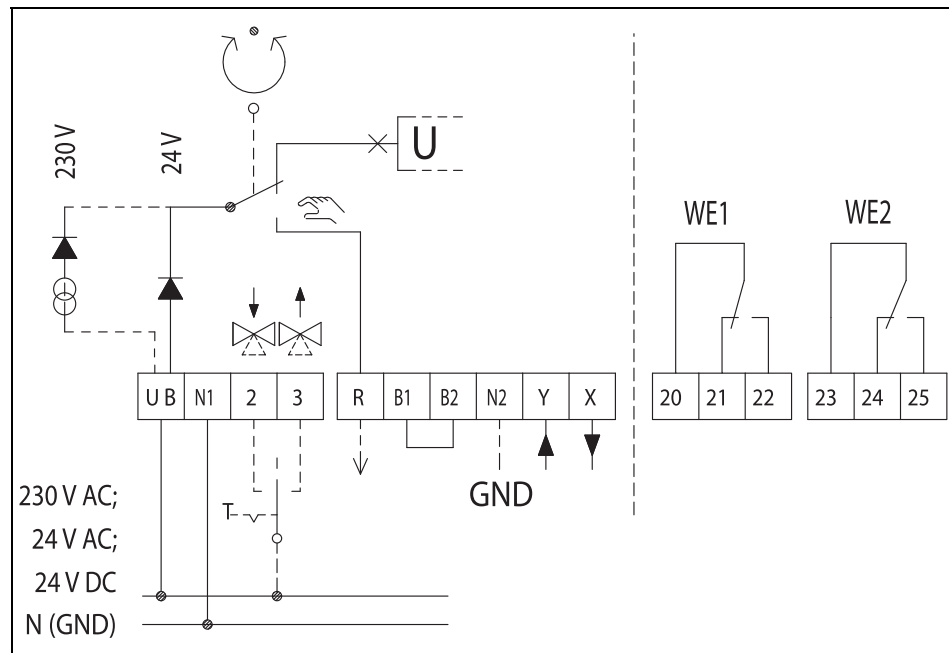 230 V
24 V
U
WE1
WE2
UB N1 2 3 R B1 B2 N2 Y X
20 21 22
23 24 25
GND
T
230 V AC;
24 V AC;
24 V DC
N (GND)